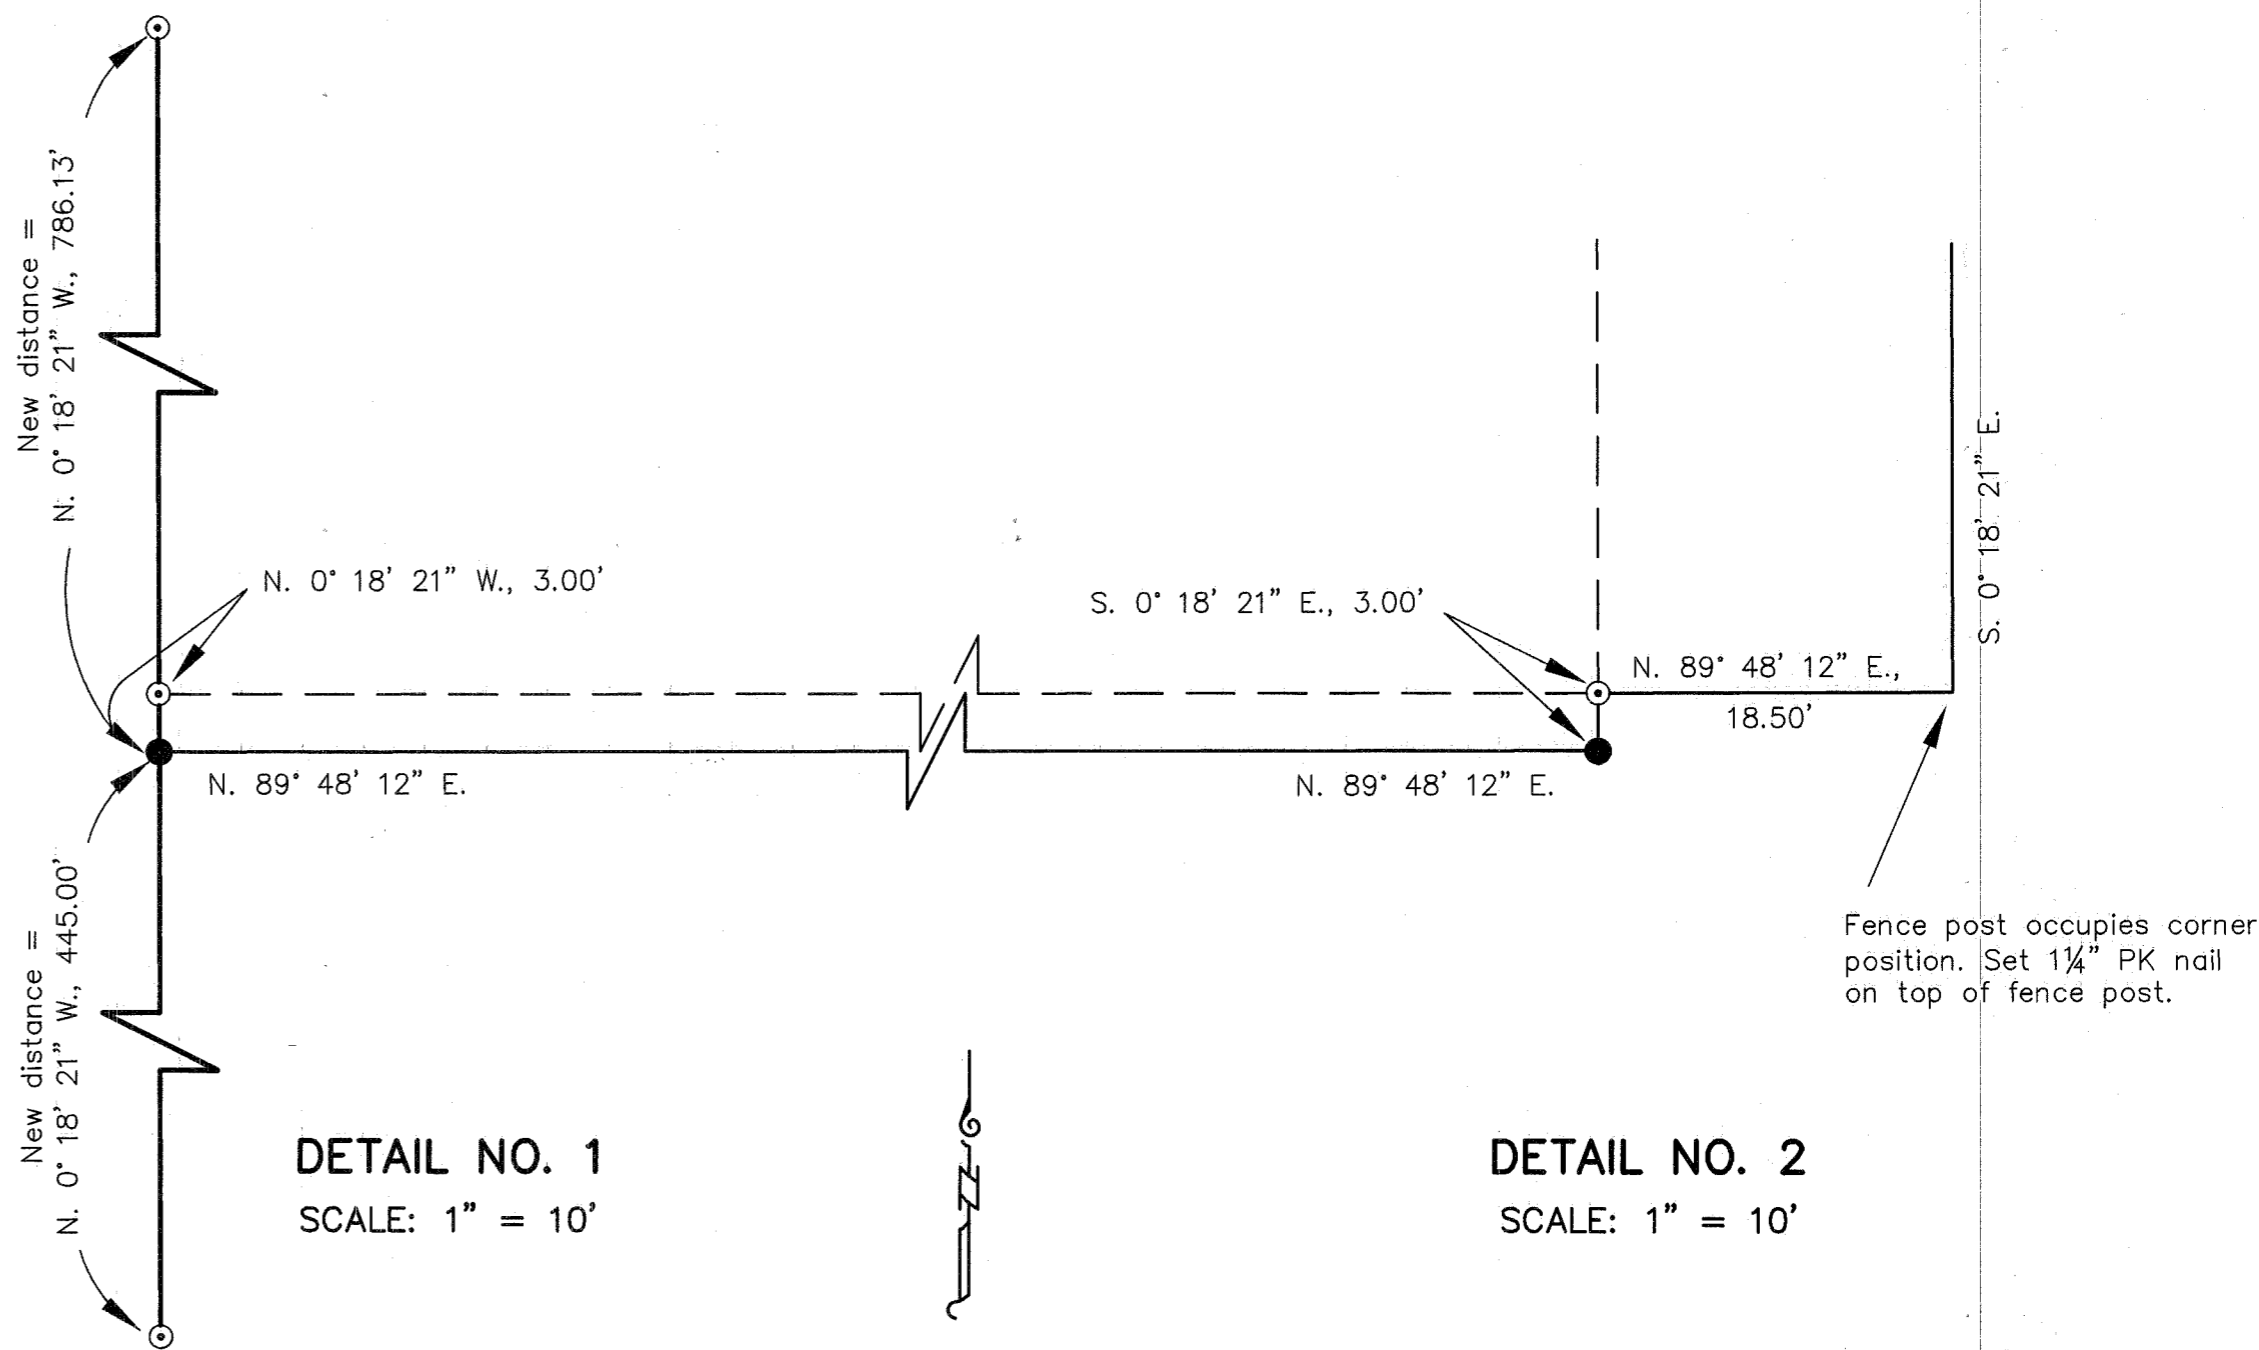 New distance =
N. 0° 18' 21" W., 786.13'
N. 0° 18' 21" W., 3.00'
S. 0° 18' 21" E., 3.00'
S. 0° 18' 21" E.
N. 89° 48' 12" E.,
18.50'
N. 89° 48' 12" E.
N. 89° 48' 12" E.
New distance =
N. 0° 18' 21" W., 445.00'
Fence post occupies corner
position. Set 1¼" PK nail
on top of fence post.
DETAIL NO. 1
SCALE: 1" = 10'
N
DETAIL NO. 2
SCALE: 1" = 10'